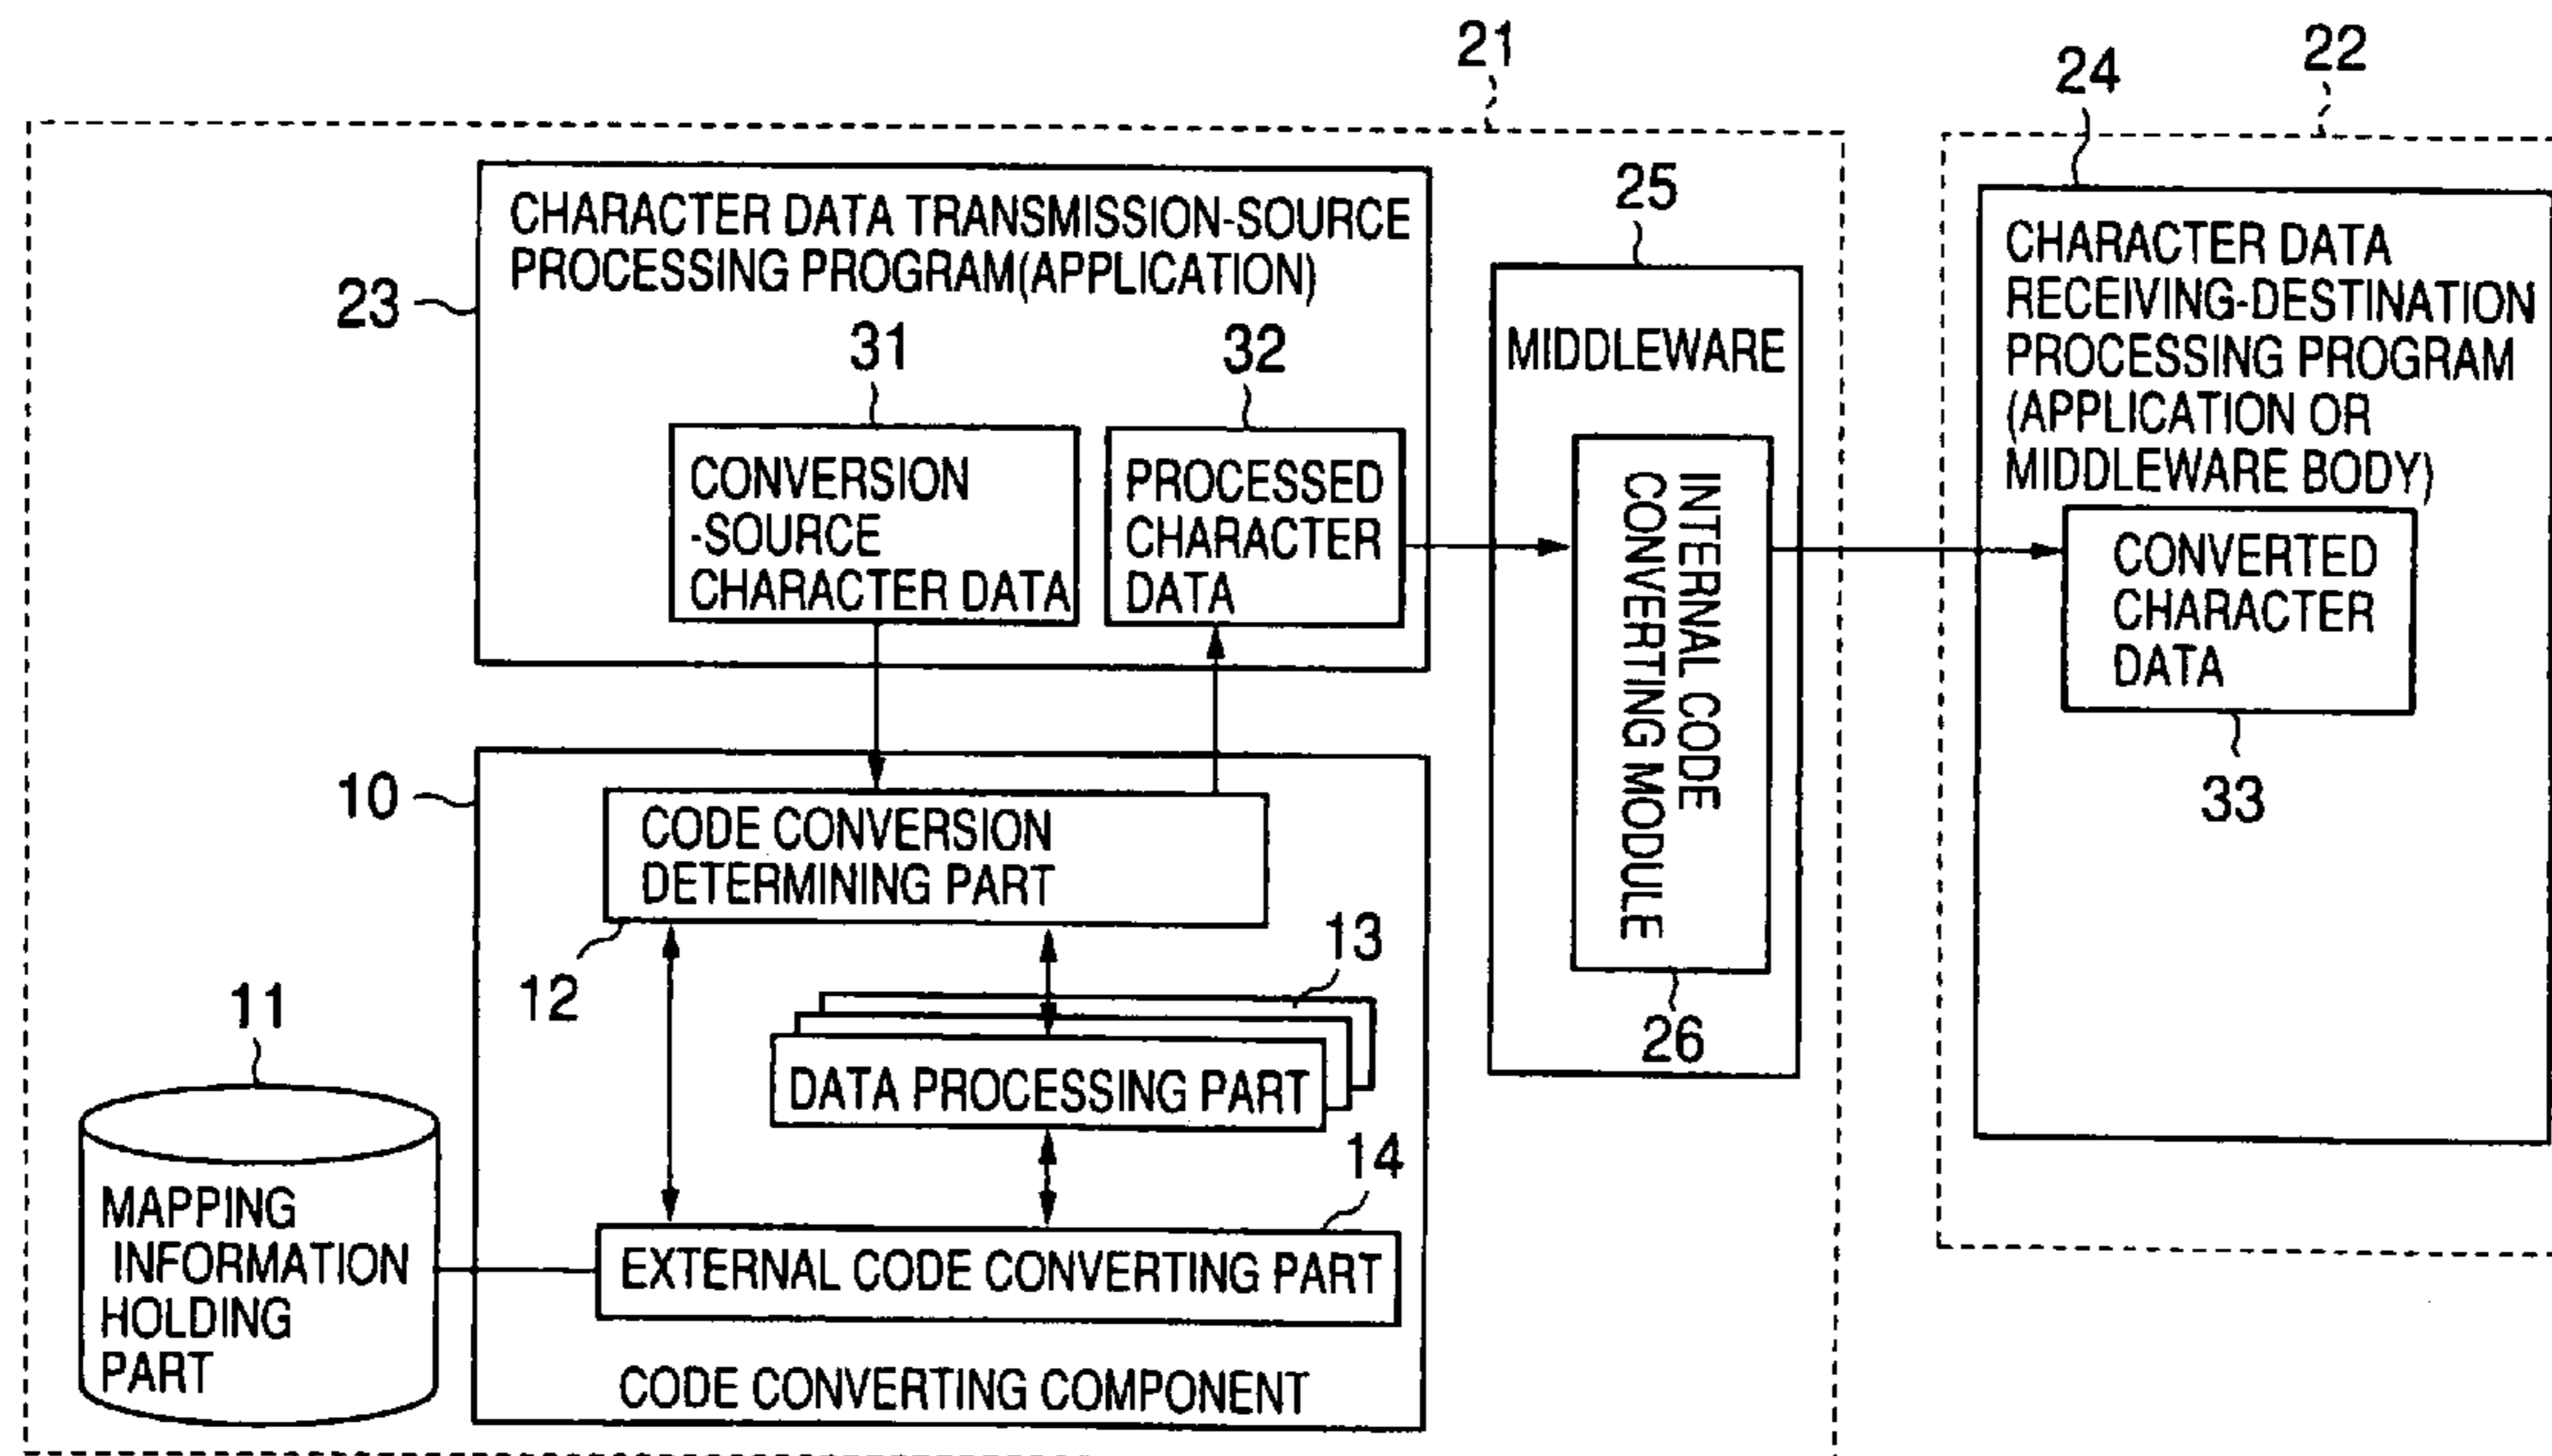 21
22
24
CHARACTER DATA TRANSMISSION-SOURCE
PROCESSING PROGRAM(APPLICATION)
23
31
32
CONVERSION
-SOURCE
CHARACTER DATA
PROCESSED
CHARACTER
DATA
25
MIDDLEWARE
INTERNAL CODE
CONVERTING MODULE
26
CHARACTER DATA
RECEIVING-DESTINATION
PROCESSING PROGRAM
(APPLICATION OR
MIDDLEWARE BODY)
CONVERTED
CHARACTER
DATA
33
10
CODE CONVERSION
DETERMINING PART
12
13
DATA PROCESSING PART
14
EXTERNAL CODE CONVERTING PART
CODE CONVERTING COMPONENT
11
MAPPING
INFORMATION
HOLDING
PART